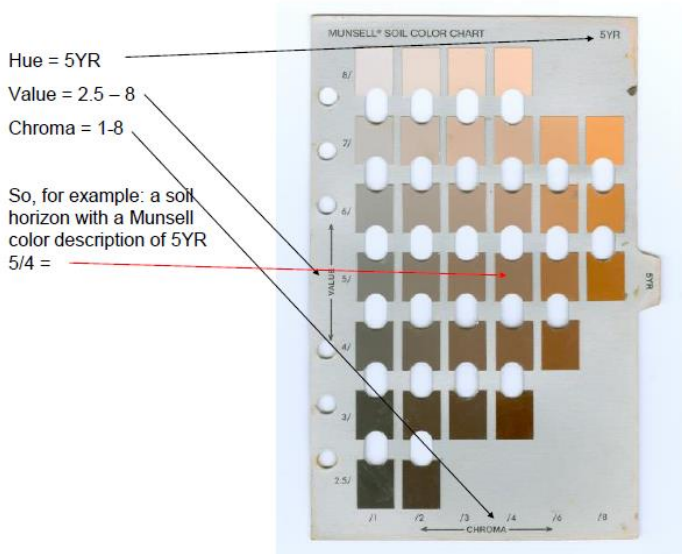 Hue = 5YR
Value = 2.5 – 8
Chroma = 1-8
So, for example: a soil
horizon with a Munsell
color description of 5YR
5/4 =
MUNSELL® SOIL COLOR CHART
5YR
8/
7/
6/
5/
4/
3/
2.5/
VALUE
5YR
/1
/2
/3
/4
/6
/8
CHROMA